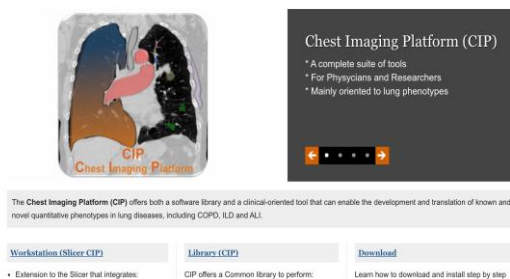 CIP
Chest Imaging Platform
Chest Imaging Platform (CIP)
* A complete suite of tools
* For Physycians and Researchers
* Mainly oriented to lung phenotypes
The Chest Imaging Platform (CIP) offers both a software library and a clinical-oriented tool that can enable the development and translation of known and
novel quantitative phenotypes in lung diseases, including COPD, ILD and ALI.
Workstation (Slicer CIP)
• Extension to the Slicer that integrates:
Library (CIP)
CIP offers a Common library to perform:
Download
Learn how to download and install step by step